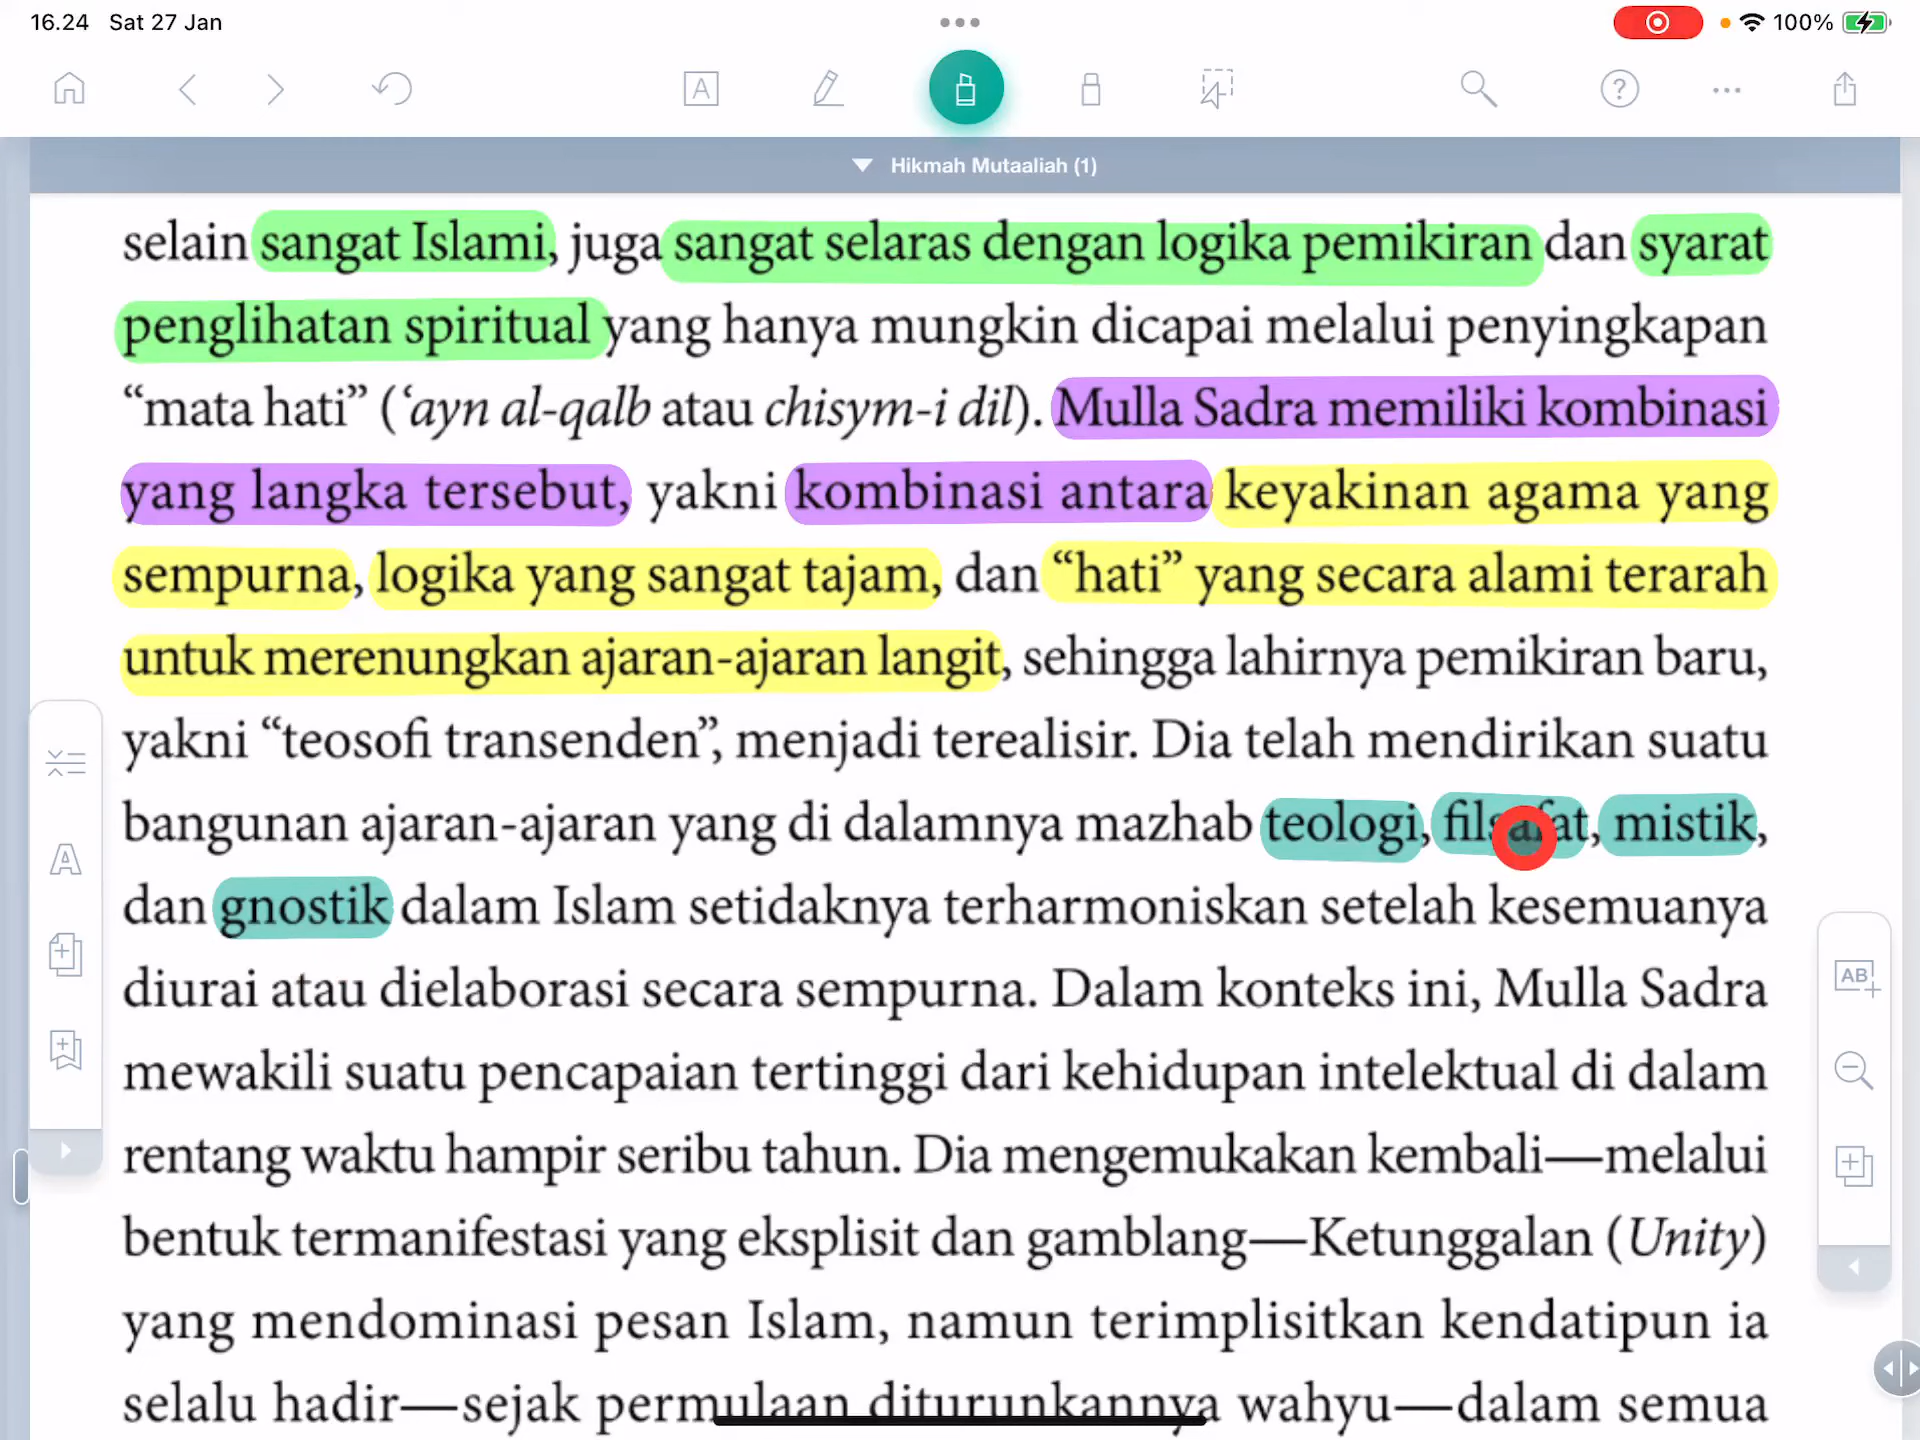 16.24 Sat 27 Jan
100%
A
?
Hikmah Mutaaliah (1)
selain sangat Islami, juga sangat selaras dengan logika pemikiran dan syarat
penglihatan spiritual yang hanya mungkin dicapai melalui penyingkapan
“mata hati” (‘ayn al-qalb atau chisym-i dil). Mulla Sadra memiliki kombinasi
yang langka tersebut, yakni kombinasi antara keyakinan agama yang
sempurna, logika yang sangat tajam, dan “hati” yang secara alami terarah
untuk merenungkan ajaran-ajaran langit, sehingga lahirnya pemikiran baru,
yakni “teosofi transenden”, menjadi terealisir. Dia telah mendirikan suatu
bangunan ajaran-ajaran yang di dalamnya mazhab teologi, filsafat, mistik,
dan gnostik dalam Islam setidaknya terharmoniskan setelah kesemuanya
diurai atau dielaborasi secara sempurna. Dalam konteks ini, Mulla Sadra
mewakili suatu pencapaian tertinggi dari kehidupan intelektual di dalam
rentang waktu hampir seribu tahun. Dia mengemukakan kembali—melalui
bentuk termanifestasi yang eksplisit dan gamblang—Ketunggalan (Unity)
yang mendominasi pesan Islam, namun terimplisitkan kendatipun ia
selalu hadir—sejak permulaan diturunkannya wahyu—dalam semua
A
AB